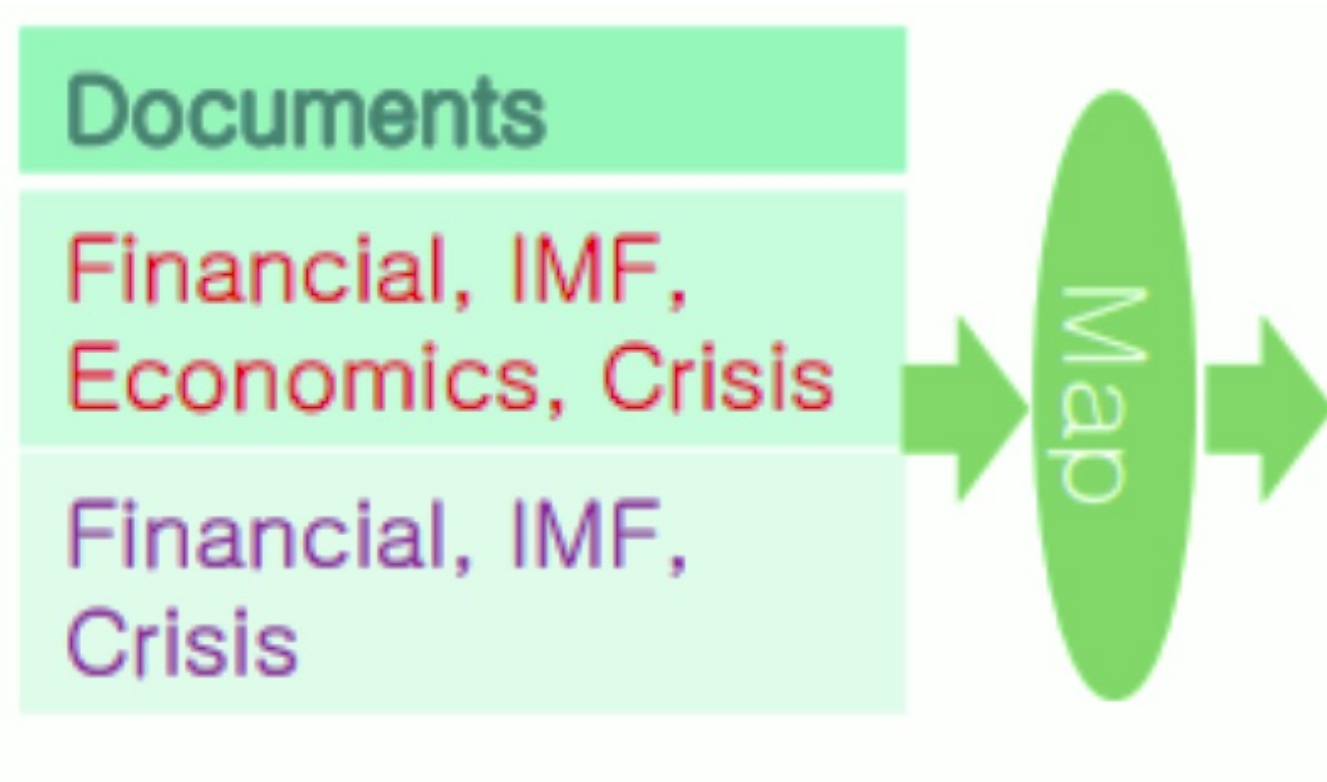 Documents
Financial, IMF,
Economics, Crisis
Financial, IMF,
Crisis
Map